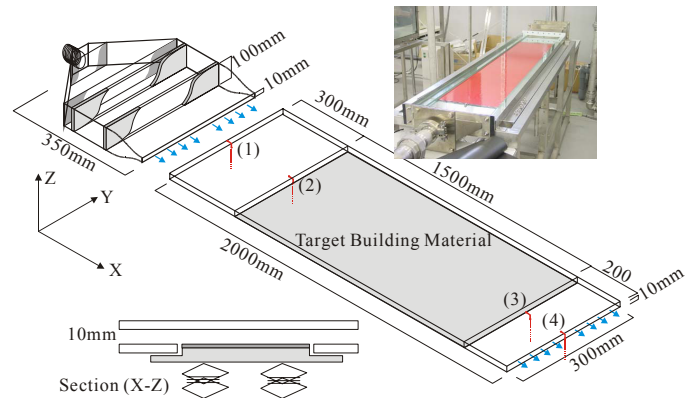 100mm
10mm
350mm
300mm
1500mm
(1)
(2)
Z
Y
X
Target Building Material
2000mm
200
10mm
(3)
(4)
300mm
10mm
Section (X-Z)